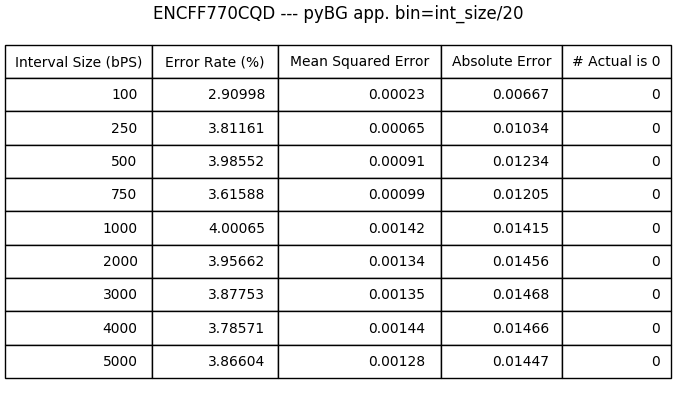 ENCFF770CQD --- pyBG app. bin=int_size/20
Interval Size (bPS) Error Rate (%) Mean Squared Error Absolute Error # Actual is 0
100 2.90998 0.00023 0.00667 0
250 3.81161 0.00065 0.01034 0
500 3.98552 0.00091 0.01234 0
750 3.61588 0.00099 0.01205 0
1000 4.00065 0.00142 0.01415 0
2000 3.95662 0.00134 0.01456 0
3000 3.87753 0.00135 0.01468 0
4000 3.78571 0.00144 0.01466 0
5000 3.86604 0.00128 0.01447 0